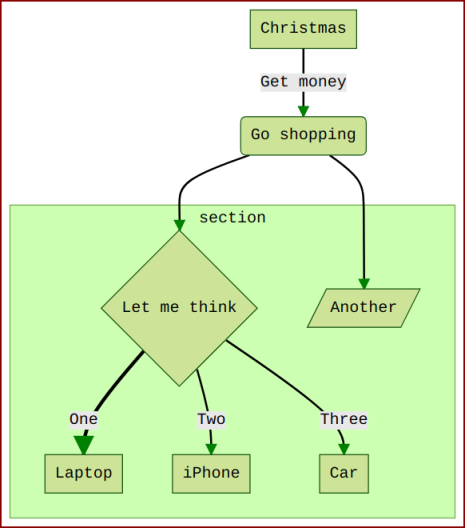 Christmas
Get money
Go shopping
section
Let me think
Another
One
Two
Three
Laptop
iPhone
Car